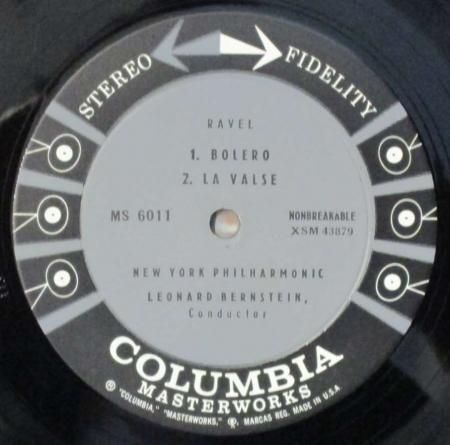 STEREO FIDELITY
RAVEL
1. BOLERO
2. LA VALSE
MS 6011
NONBREAKABLE
XSM 43879
NEW YORK PHILHARMONIC
LEONARD BERNSTEIN,
Conductor
COLUMBIA
MASTERWORKS
® "COLUMBIA," "MASTERWORKS," Ⓟ, MARCAS REG. MADE IN U.S.A